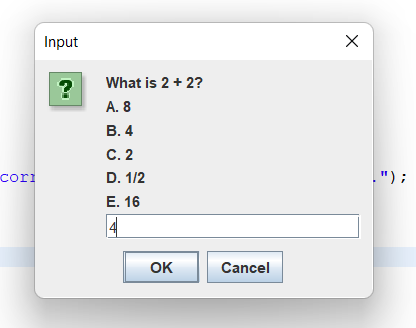 Input
What is 2 + 2?
A. 8
B. 4
C. 2
D. 1/2
E. 16
corr .");
4
OK Cancel